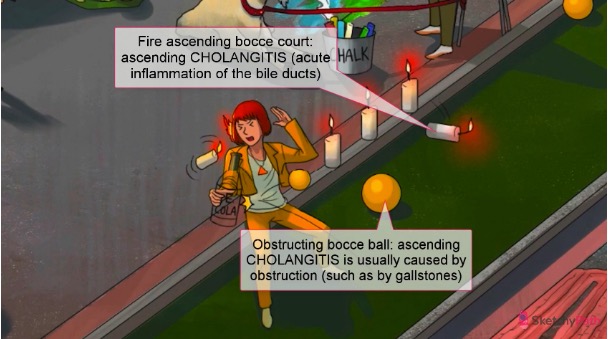 Fire ascending bocce court:
ascending CHOLANGITIS (acute
inflammation of the bile ducts)
CHALK
COLA
Obstructing bocce ball: ascending
CHOLANGITIS is usually caused by
obstruction (such as by gallstones)